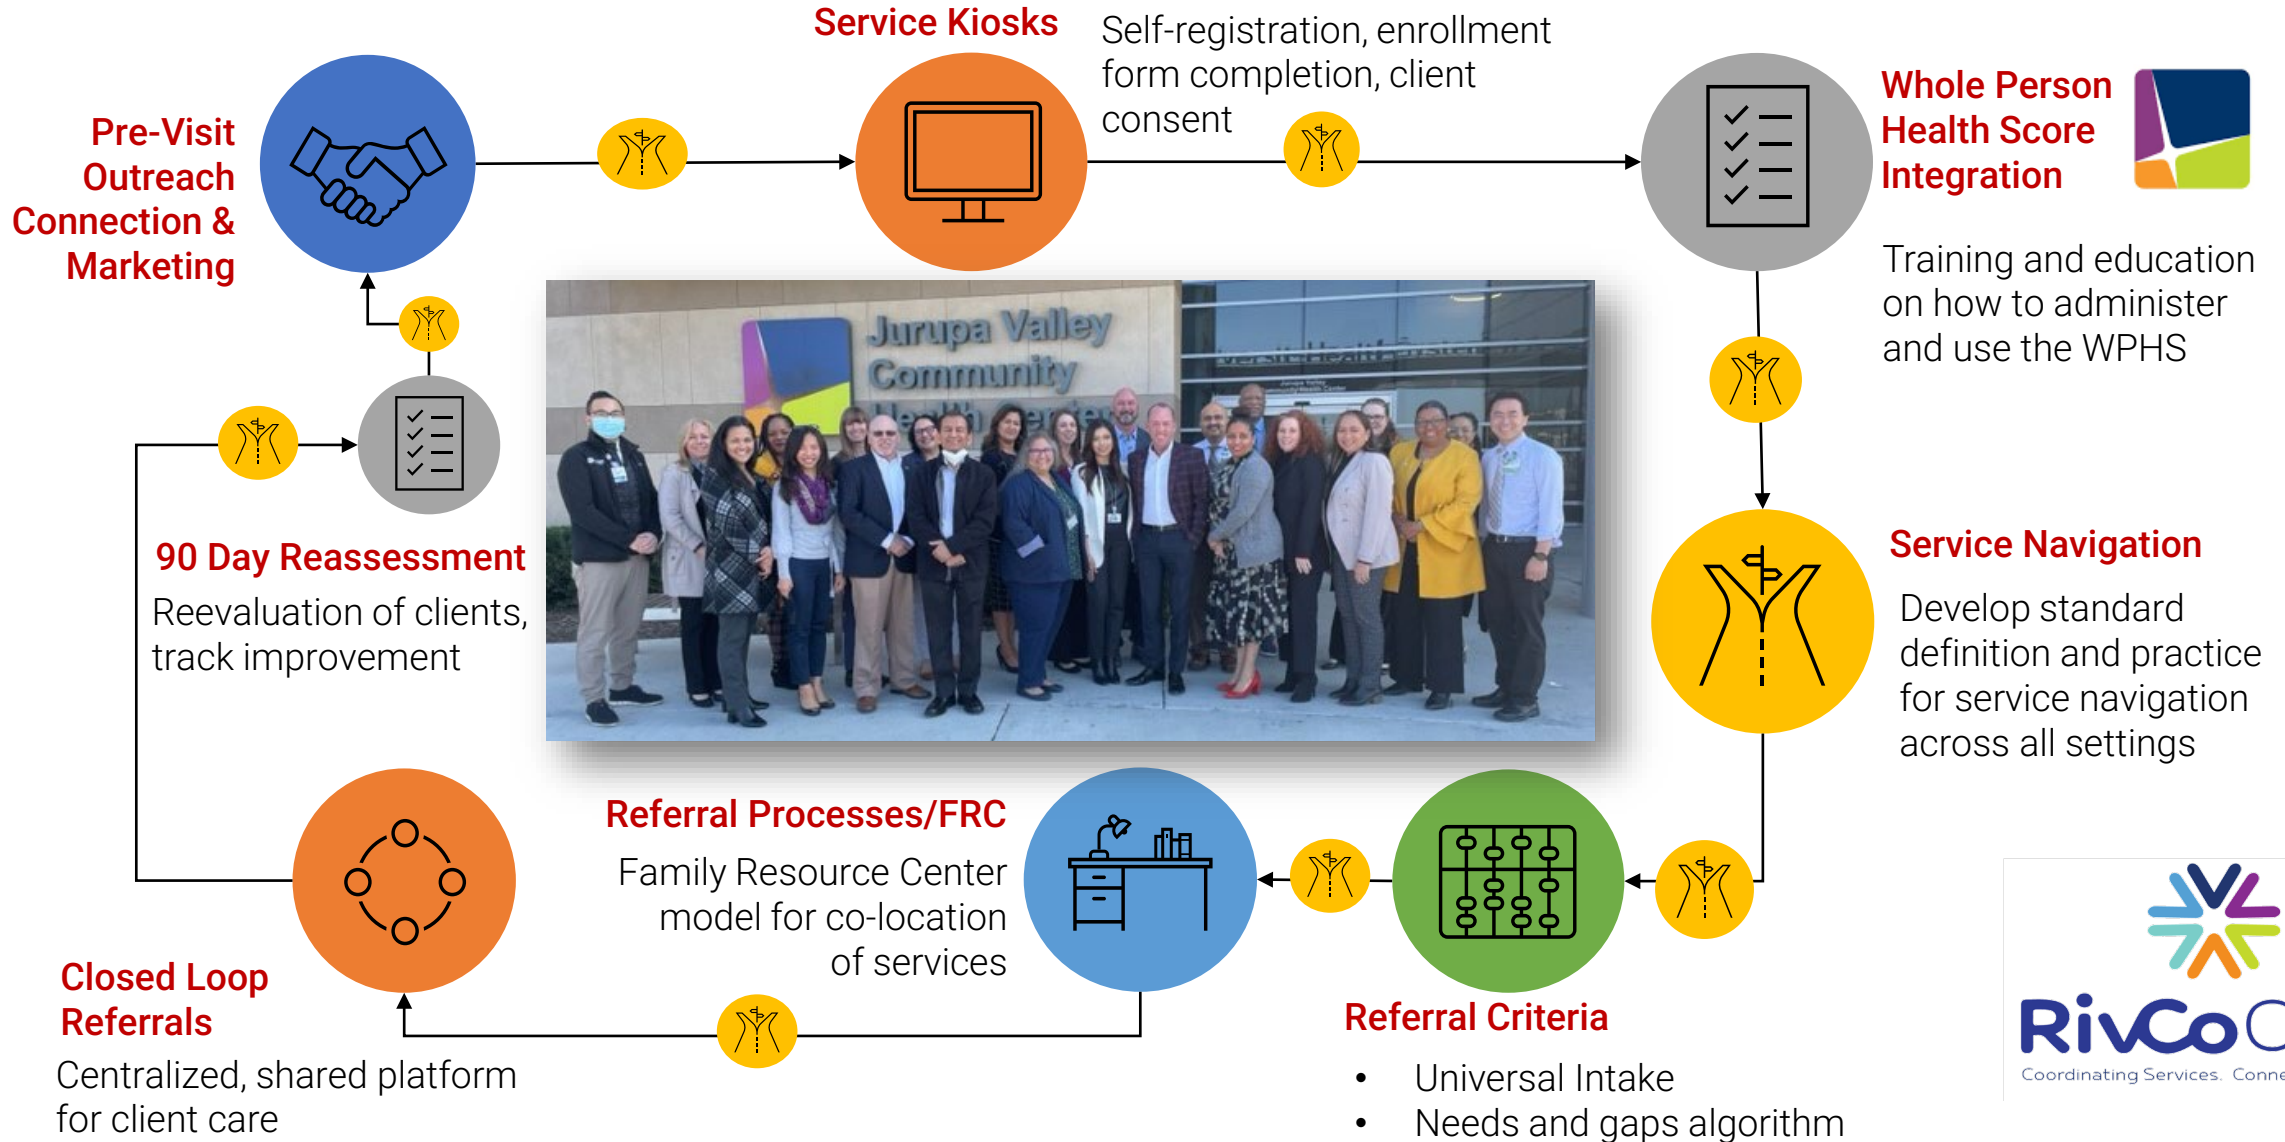 Service Kiosks
Self-registration, enrollment
form completion, client
consent
Whole Person
Health Score
Integration
Training and education
on how to administer
and use the WPHS
Pre-Visit
Outreach
Connection &
Marketing
Jurupa Valley
Community
Health Center
Service Navigation
Develop standard
definition and practice
for service navigation
across all settings
90 Day Reassessment
Reevaluation of clients,
track improvement
Referral Processes/FRC
Family Resource Center
model for co-location
of services
Closed Loop
Referrals
Centralized, shared platform
for client care
Referral Criteria
• Universal Intake
• Needs and gaps algorithm
RivCo
Coordinating Services.